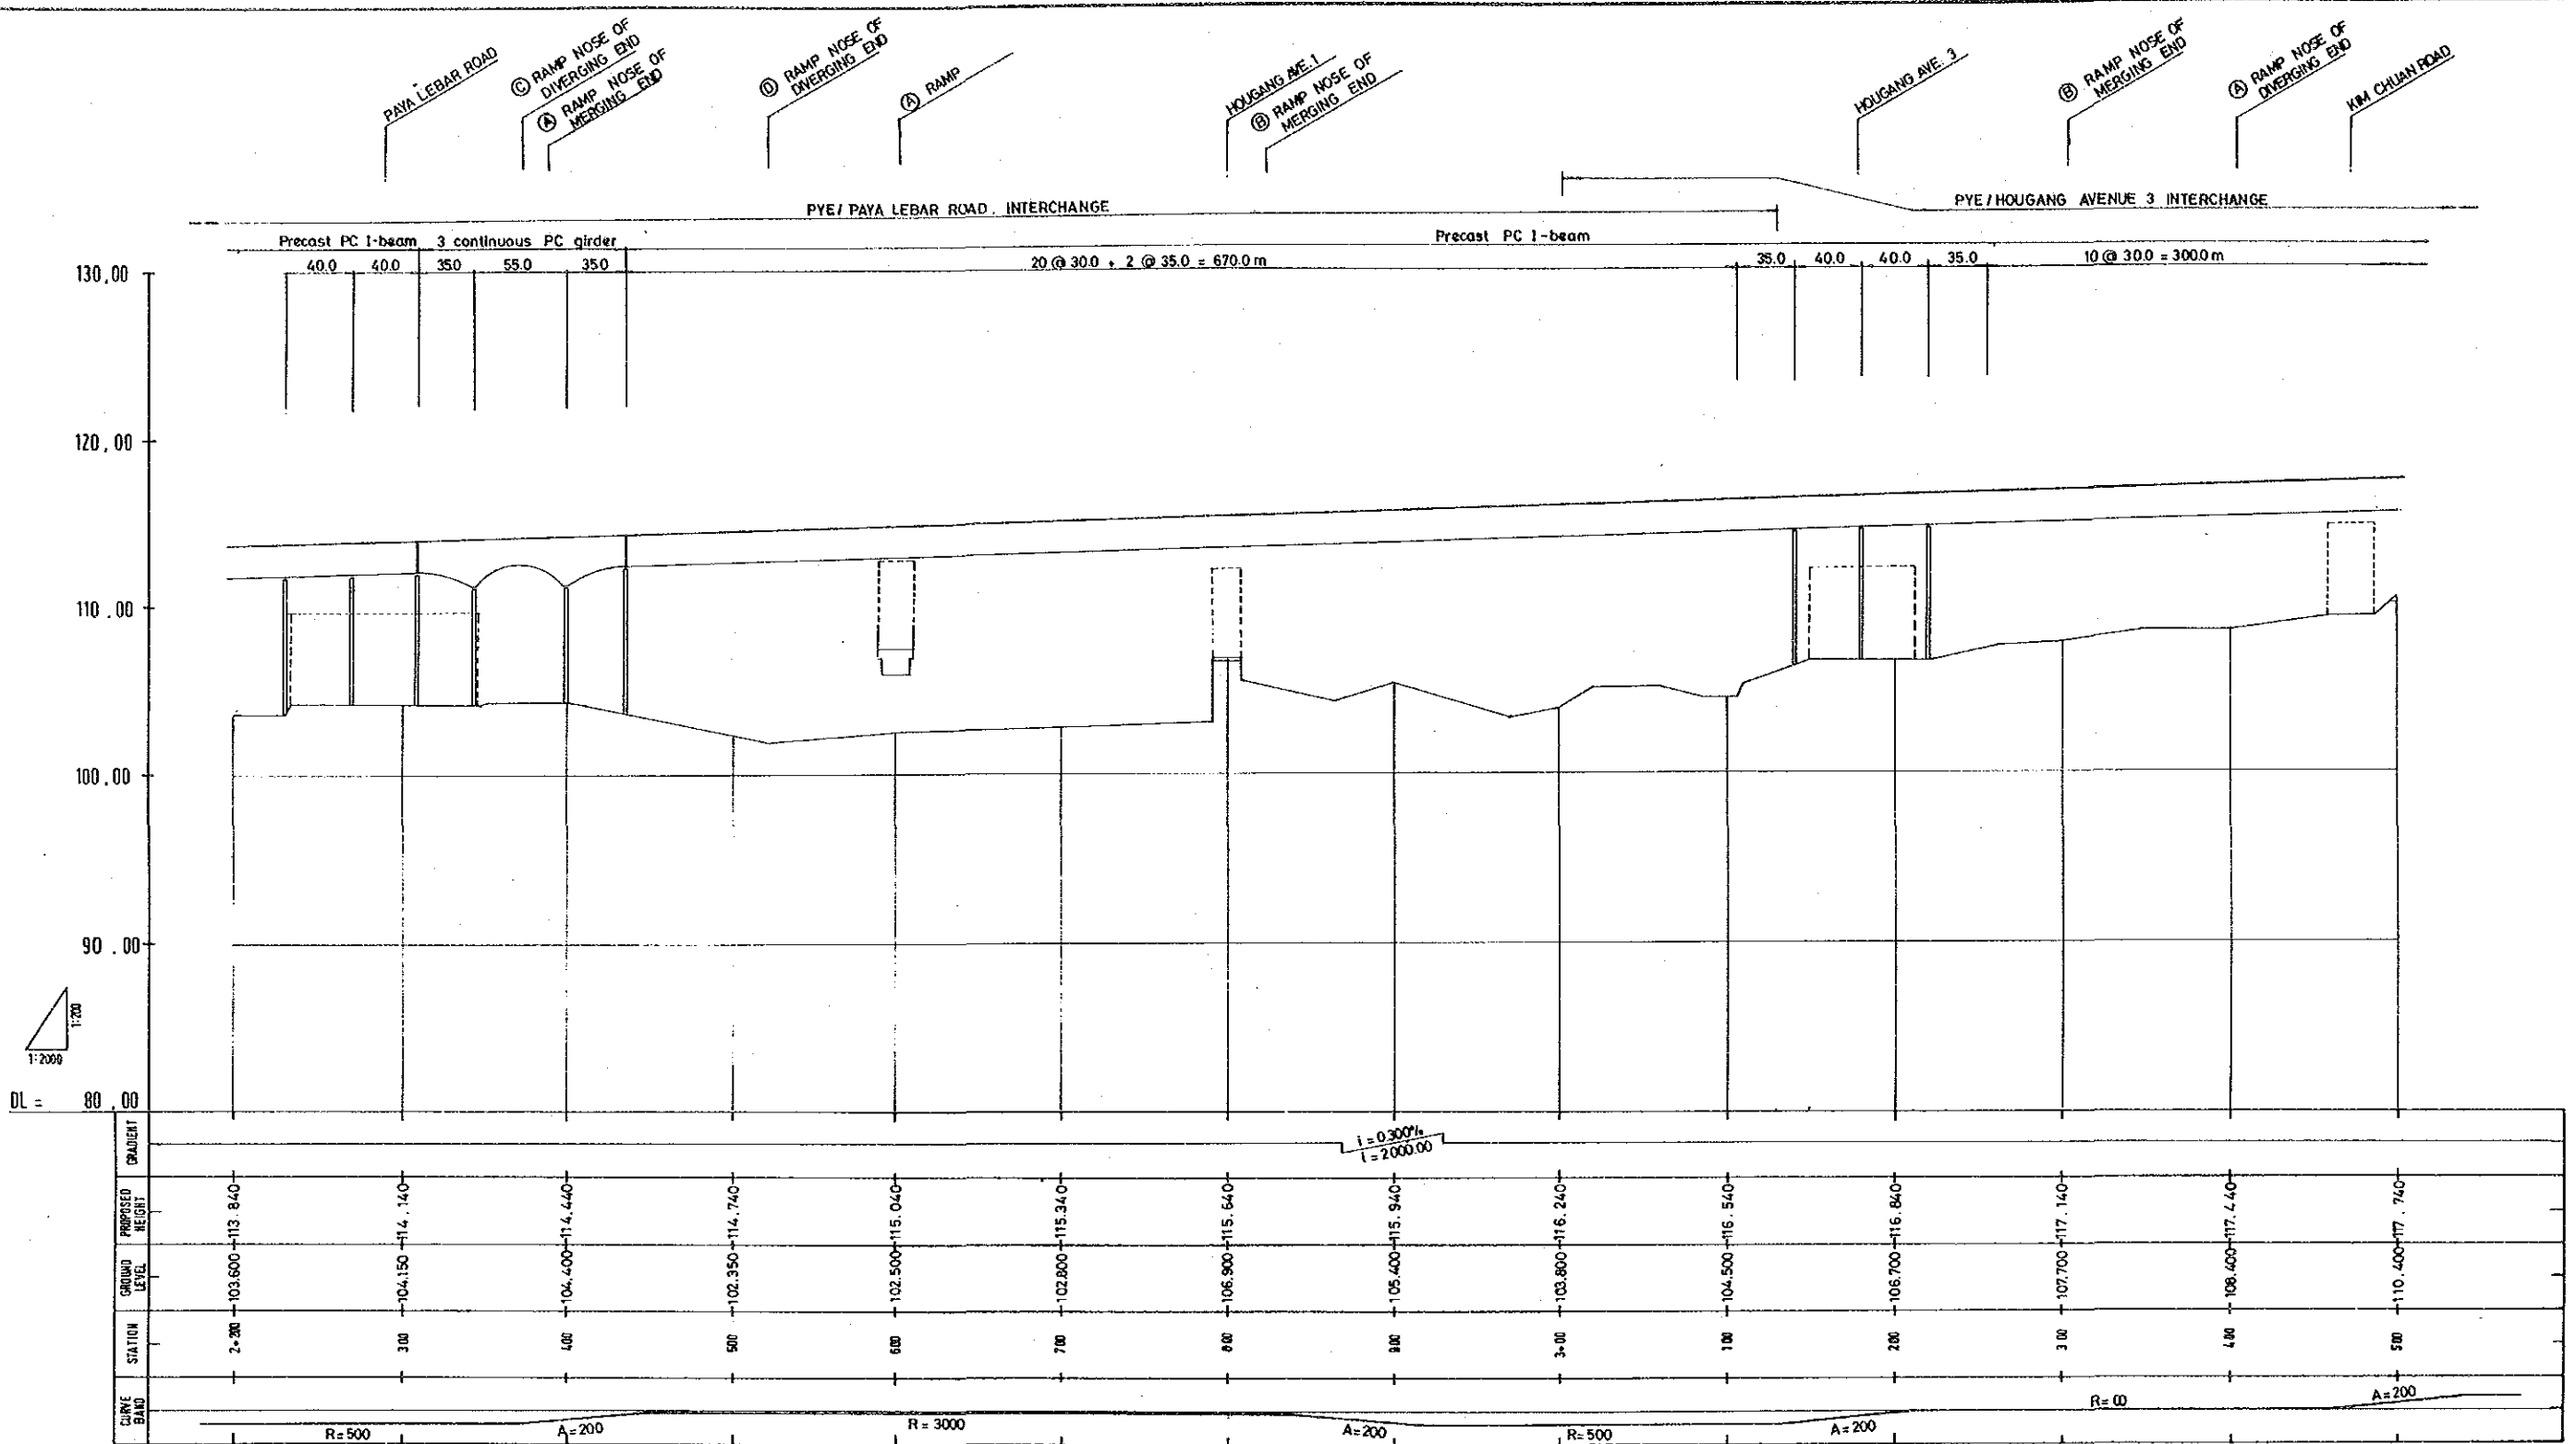 PAYA LEBAR ROAD
Ⓒ RAMP NOSE OF
DIVERGING END
Ⓐ RAMP NOSE OF
MERGING END
Ⓓ RAMP NOSE OF
DIVERGING END
Ⓐ RAMP
HOUGANG AVE.1
Ⓑ RAMP NOSE OF
MERGING END
HOUGANG AVE. 3
Ⓑ RAMP NOSE OF
MERGING END
Ⓐ RAMP NOSE OF
DIVERGING END
KIM CHUAN ROAD
PYE / PAYA LEBAR ROAD. INTERCHANGE
PYE / HOUGANG AVENUE 3 INTERCHANGE
Precast PC I-beam
3 continuous PC girder
Precast PC I-beam
40.0 40.0 35.0 55.0 35.0
20 @ 30.0 + 2 @ 35.0 = 670.0 m
35.0 40.0 40.0 35.0
10 @ 30.0 = 300.0 m
130,00
120,00
110.00
100.00
90.00
1:200
1:2000
DL = 80,00
GRADIENT
i = 0.300%
l = 2000.00
PROPOSED HEIGHT
113.840 114.140 114.440 114.740 115.040 115.340 115.640 115.940 116.240 116.540 116.840 117.140 117.440 117.740
GROUND LEVEL
103.600 104.150 104.400 102.350 102.500 102.800 106.900 105.400 103.800 104.500 106.700 107.700 108.400 110.400
STATION
2+200 300 400 500 600 700 800 900 3+00 100 200 300 400 500
CURVE BAND
R=500 A=200 R=3000 A=200 R=500 A=200 R=∞ A=200